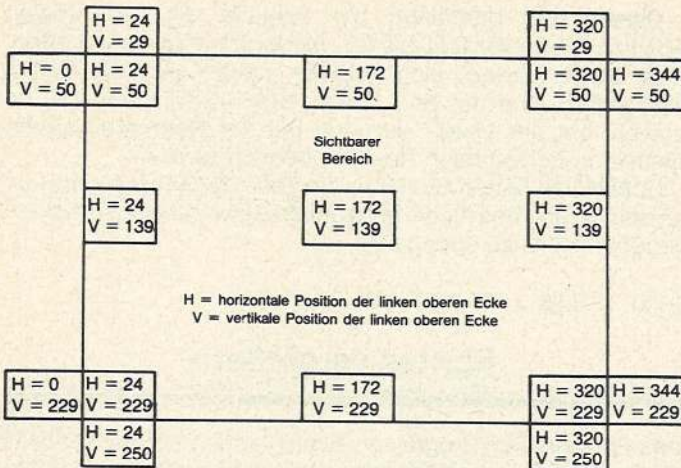 H = 24
V = 29
H = 320
V = 29
H = 0
V = 50
H = 24
V = 50
H = 172
V = 50
H = 320
V = 50
H = 344
V = 50
Sichtbarer
Bereich
H = 24
V = 139
H = 172
V = 139
H = 320
V = 139
H = horizontale Position der linken oberen Ecke
V = vertikale Position der linken oberen Ecke
H = 0
V = 229
H = 24
V = 229
H = 172
V = 229
H = 320
V = 229
H = 344
V = 229
H = 24
V = 250
H = 320
V = 250